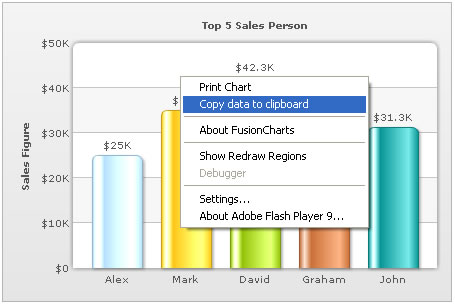 Top 5 Sales Person
Sales Figure
$50K
$40K
$30K
$20K
$10K
$0
$25K
$
$42.3K
$31.3K
Print Chart
Copy data to clipboard
About FusionCharts
Show Redraw Regions
Debugger
Settings...
About Adobe Flash Player 9...
Alex
Mark
David
Graham
John